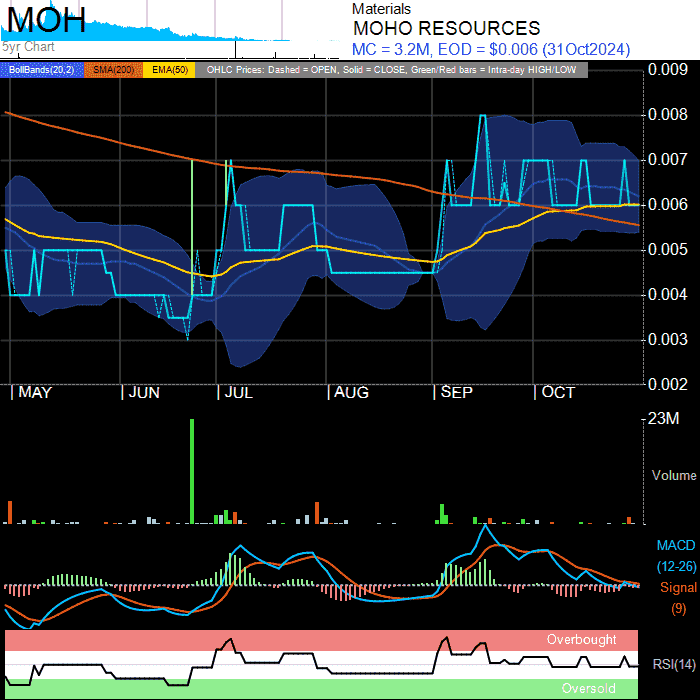 MOH
5yr Chart
Materials
MOHO RESOURCES
MC = 3.2M, EOD = $0.006 (31Oct2024)
BollBands(20,2) SMA(200) EMA(50) OHLC Prices: Dashed = OPEN, Solid = CLOSE, Green/Red bars = Intra-day HIGH/LOW
0.009
0.008
0.007
0.006
0.005
0.004
0.003
0.002
MAY JUN JUL AUG SEP OCT
23M
Volume
MACD
(12-26)
Signal
(9)
Overbought
RSI(14)
Oversold